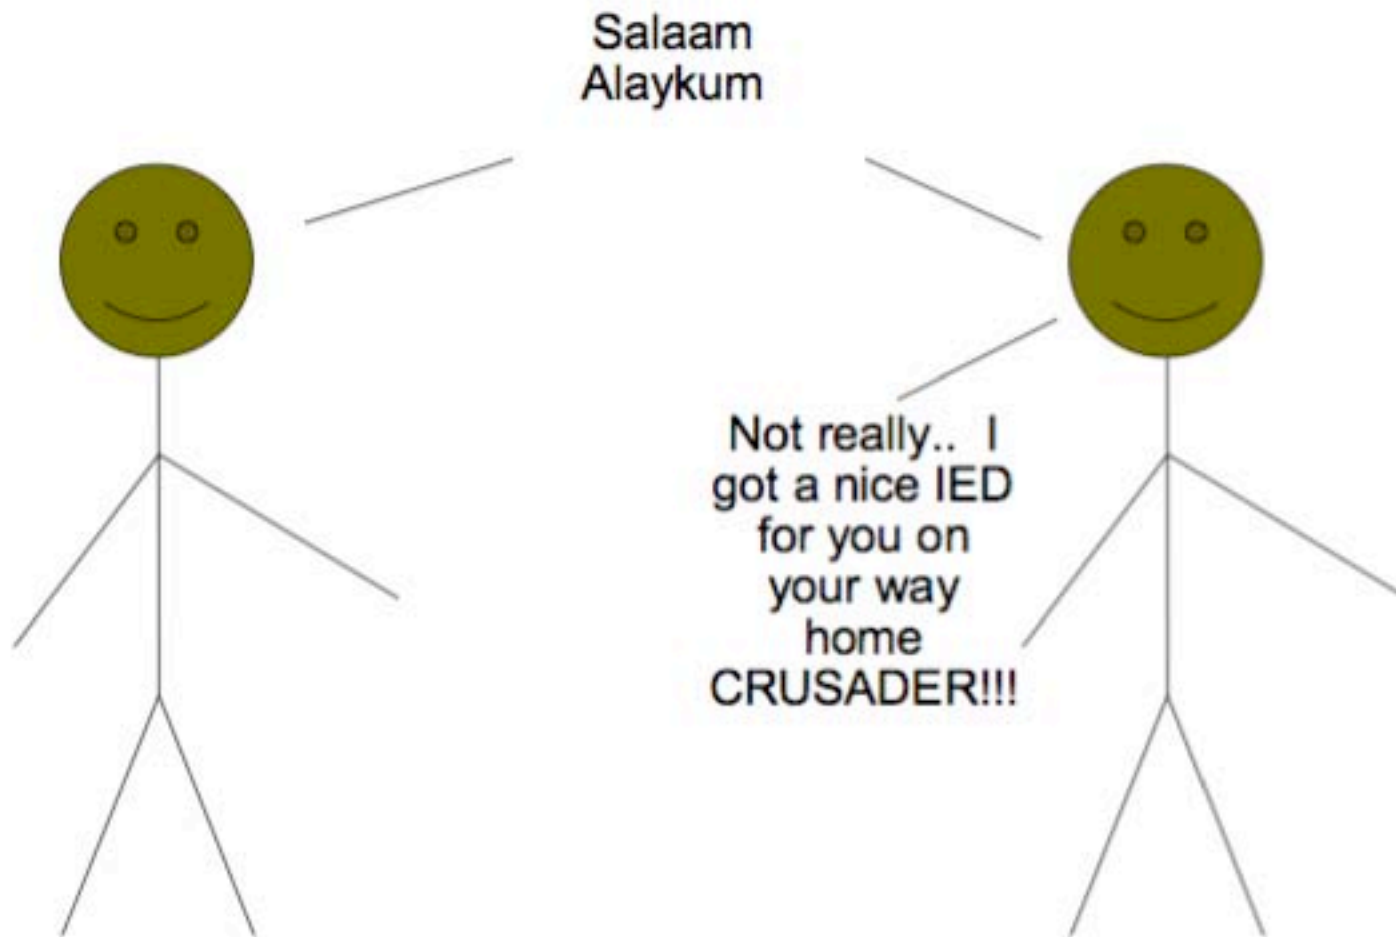 Salaam
Alaykum
Not really..  I
got a nice IED
for you on
your way
home
CRUSADER!!!